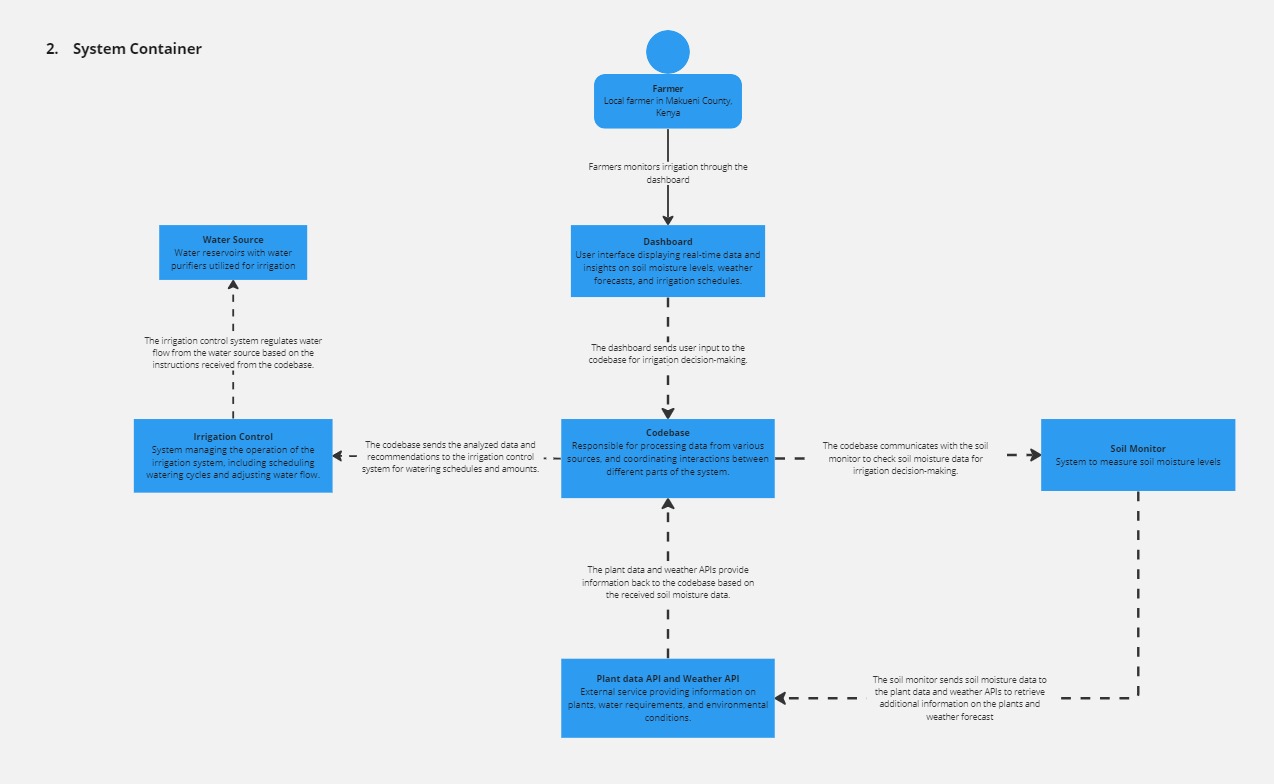 2. System Container
Farmer
Local farmer in Makueni County,
Kenya
Farmers monitors irrigation through the
dashboard
Water Source
Water reservoirs with water
purifiers utilized for irrigation
Dashboard
User interface displaying real-time data and
insights on soil moisture levels, weather
forecasts, and irrigation schedules.
The irrigation control system regulates water
flow from the water source based on the
instructions received from the codebase.
The dashboard sends user input to the
codebase for irrigation decision-making.
Irrigation Control
System managing the operation of the
irrigation system, including scheduling
watering cycles and adjusting water flow.
The codebase sends the analyzed data and
recommendations to the irrigation control
system for watering schedules and amounts.
Codebase
Responsible for processing data from various
sources, and coordinating interactions between
different parts of the system.
The codebase communicates with the soil
monitor to check soil moisture data for
irrigation decision-making.
Soil Monitor
System to measure soil moisture levels
The plant data and weather APIs provide
information back to the codebase based on
the received soil moisture data.
Plant data API and Weather API
External service providing information on
plants, water requirements, and environmental
conditions.
The soil monitor sends soil moisture data to
the plant data and weather APIs to retrieve
additional information on the plants and
weather forecast